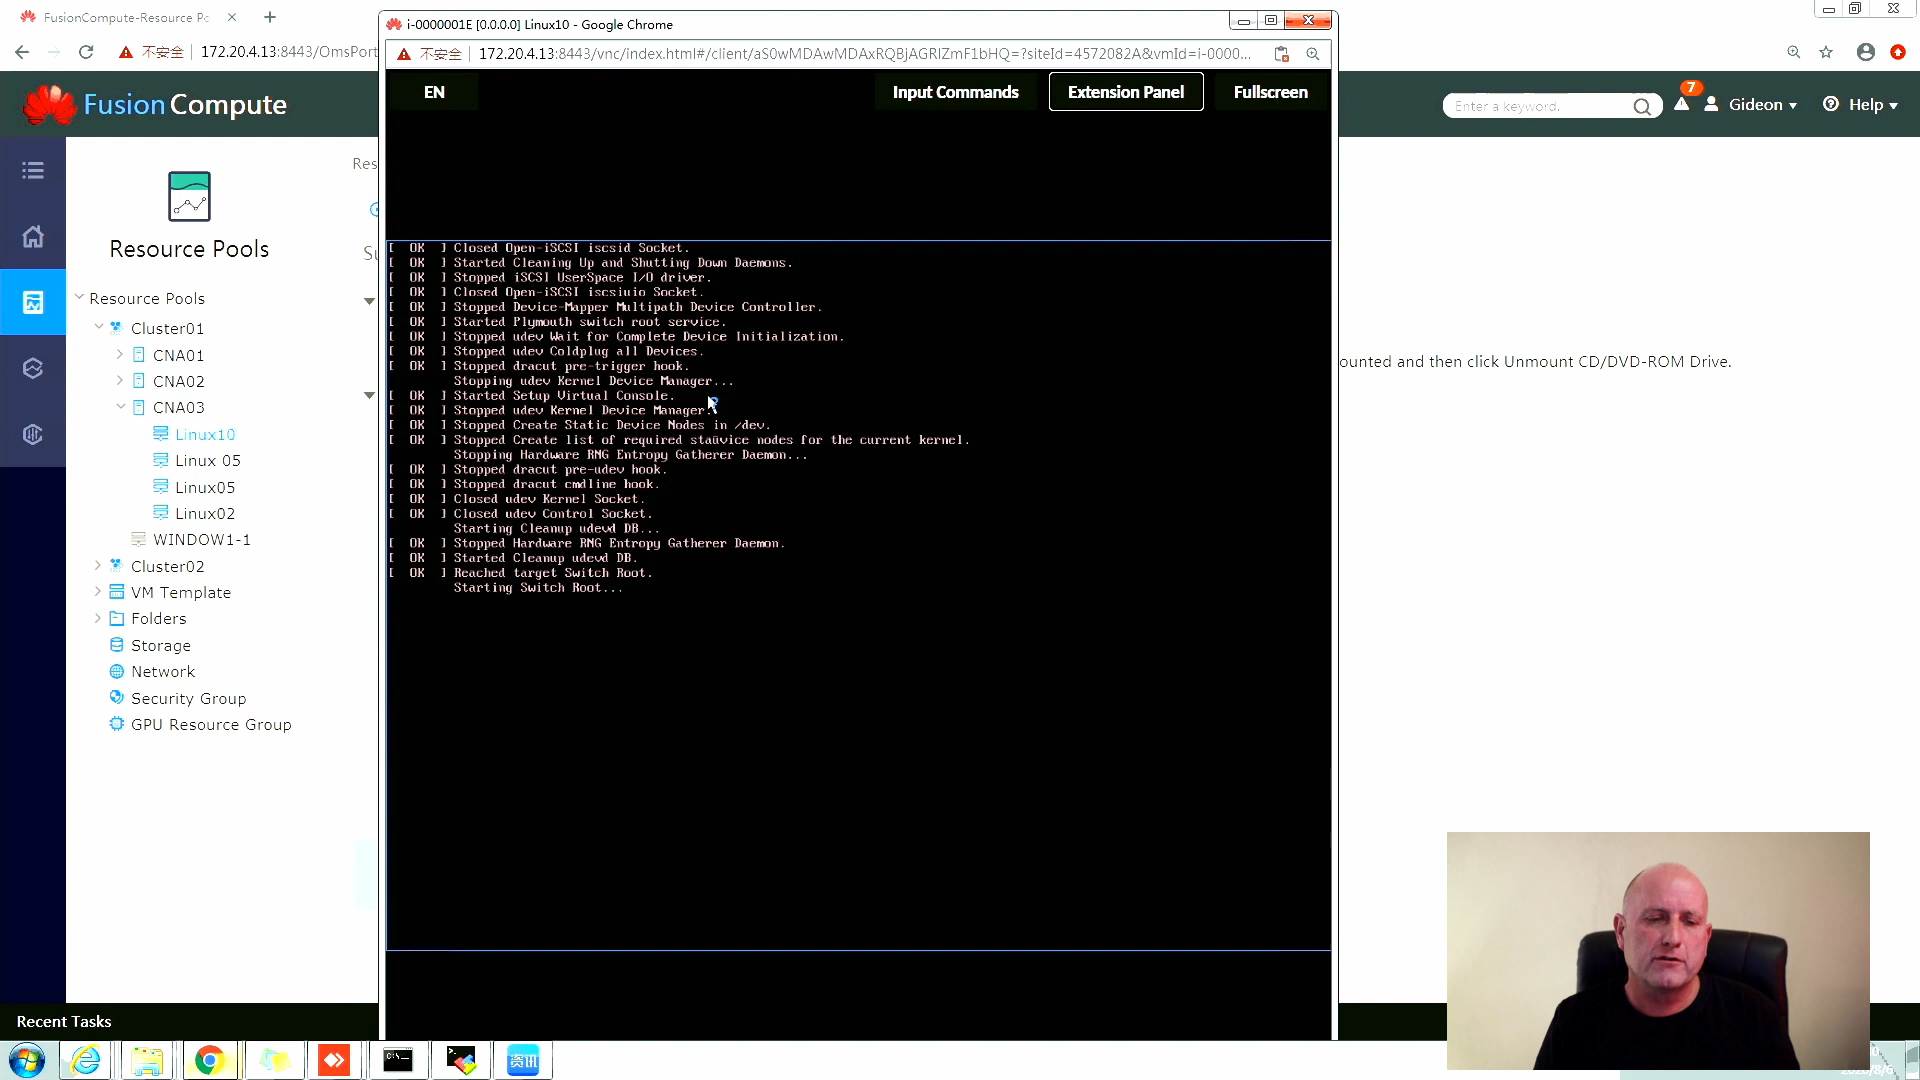 FusionCompute-Resource Po
i-0000001E [0.0.0.0] Linux10 - Google Chrome
不安全
172.20.4.13:8443/OmsPort
不安全
172.20.4.13:8443/vnc/index.html#/client/aS0wMDAwMDAxRQBjAGRlZmF1bHQ=?siteId=4572082A&vmId=i-0000...
FusionCompute
EN
Input Commands
Extension Panel
Fullscreen
Enter a keyword.
7
Gideon
Help
Resource Pools
Res
Su
Resource Pools
Cluster01
CNA01
CNA02
CNA03
Linux10
Linux 05
Linux05
Linux02
WINDOW1-1
Cluster02
VM Template
Folders
Storage
Network
Security Group
GPU Resource Group
[ OK ] Closed Open-iSCSI iscsid Socket.
[ OK ] Started Cleaning Up and Shutting Down Daemons.
[ OK ] Stopped iSCSI UserSpace I/O driver.
[ OK ] Closed Open-iSCSI iscsiuio Socket.
[ OK ] Stopped Device-Mapper Multipath Device Controller.
[ OK ] Started Plymouth switch root service.
[ OK ] Stopped udev Wait for Complete Device Initialization.
[ OK ] Stopped udev Coldplug all Devices.
[ OK ] Stopped dracut pre-trigger hook.
Stopping udev Kernel Device Manager...
[ OK ] Started Setup Virtual Console.
[ OK ] Stopped udev Kernel Device Manager.
[ OK ] Stopped Create Static Device Nodes in /dev.
[ OK ] Stopped Create list of required staüvice nodes for the current kernel.
Stopping Hardware RNG Entropy Gatherer Daemon...
[ OK ] Stopped dracut pre-udev hook.
[ OK ] Stopped dracut cmdline hook.
[ OK ] Closed udev Kernel Socket.
[ OK ] Closed udev Control Socket.
Starting Cleanup udevd DB...
[ OK ] Stopped Hardware RNG Entropy Gatherer Daemon.
[ OK ] Started Cleanup udevd DB.
[ OK ] Reached target Switch Root.
Starting Switch Root...
ounted and then click Unmount CD/DVD-ROM Drive.
Recent Tasks
资讯